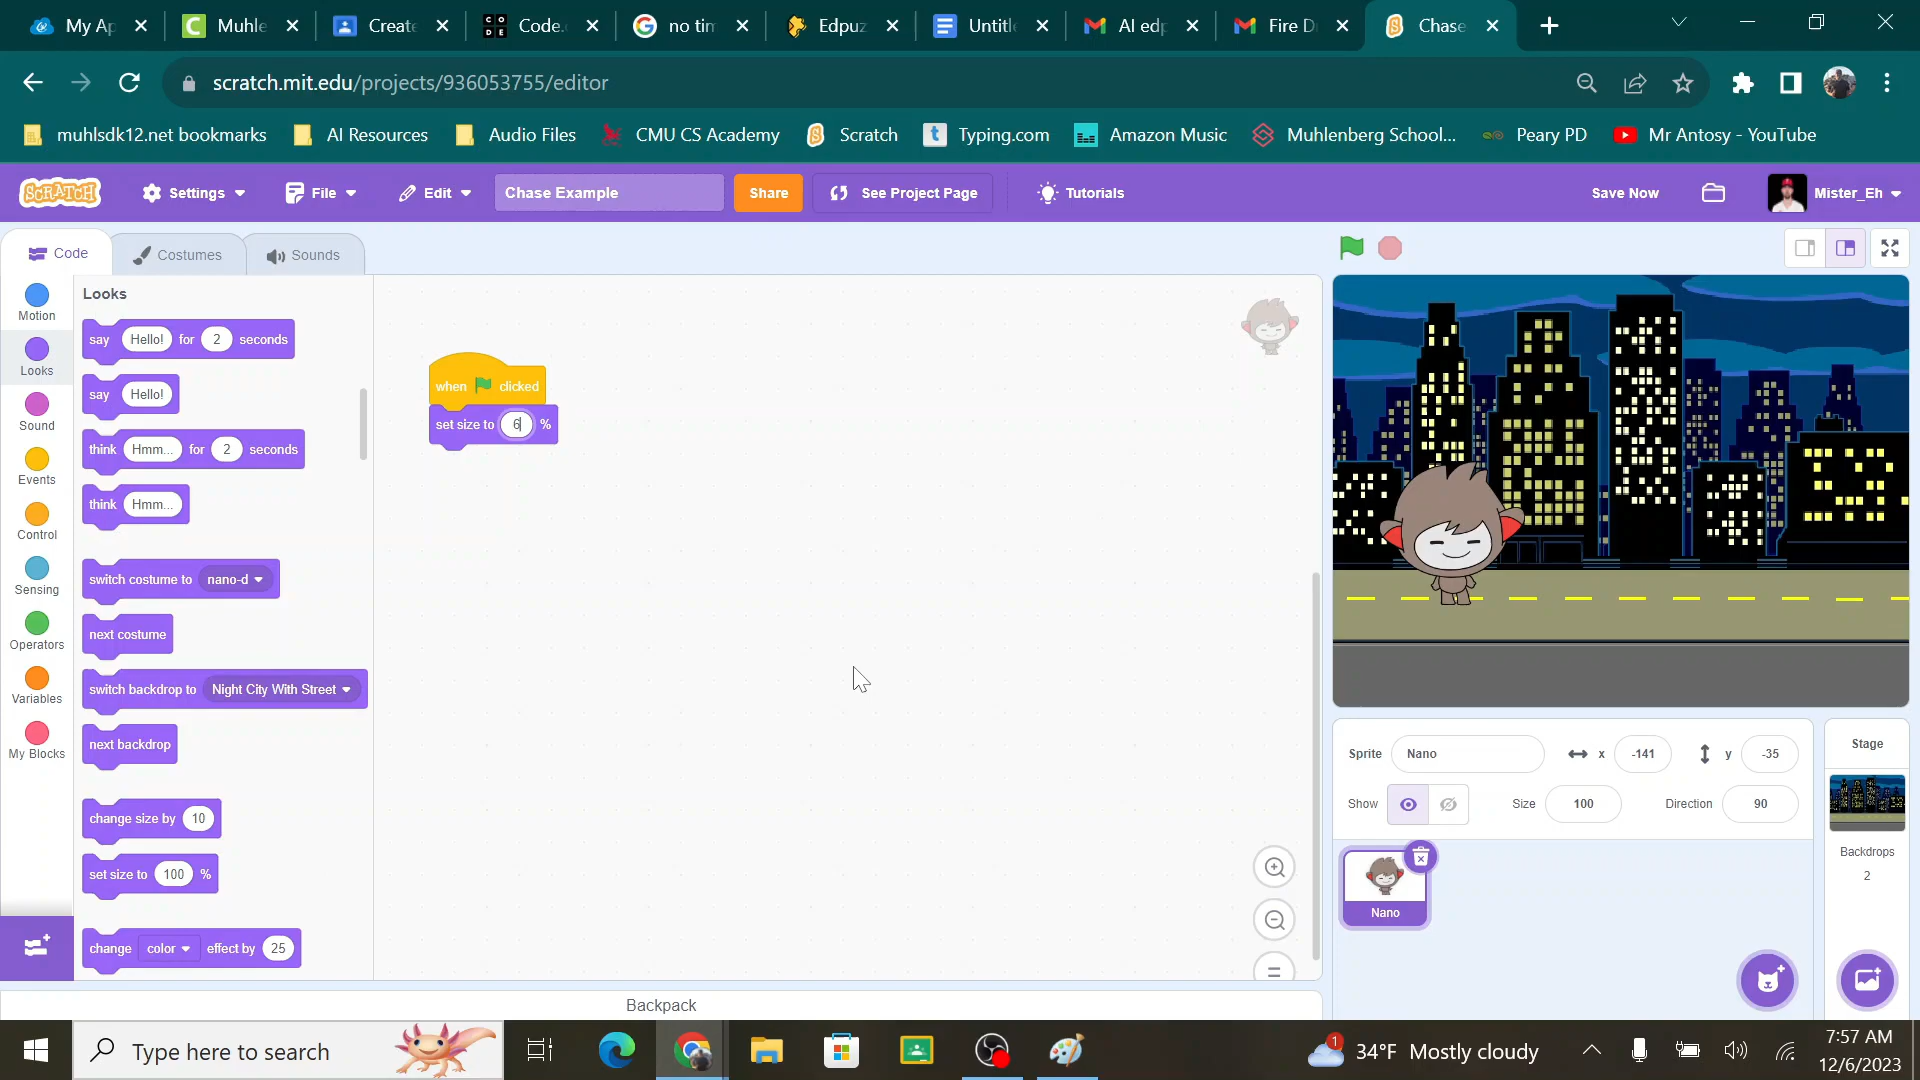 My Ap
Muhle
Create
CODE
Code.
no tim
Edpuz
Untitl
AI edp
Fire D
Chase
scratch.mit.edu/projects/936053755/editor
muhlsdk12.net bookmarks
AI Resources
Audio Files
CMU CS Academy
Scratch
Typing.com
Amazon Music
Muhlenberg School...
Peary PD
Mr Antosy - YouTube
SCRATCH
Settings
File
Edit
Chase Example
Share
See Project Page
Tutorials
Save Now
Mister_Eh
Code
Costumes
Sounds
Motion
Looks
Sound
Events
Control
Sensing
Operators
Variables
My Blocks
Looks
say Hello! for 2 seconds
say Hello!
think Hmm... for 2 seconds
think Hmm...
switch costume to nano-d
next costume
switch backdrop to Night City With Street
next backdrop
change size by 10
set size to 100 %
change color effect by 25
when clicked
set size to 6 %
Sprite Nano x -141 y -35
Show Size 100 Direction 90
Nano
Stage
Backdrops
2
Backpack
Type here to search
1
34°F Mostly cloudy
7:57 AM
12/6/2023